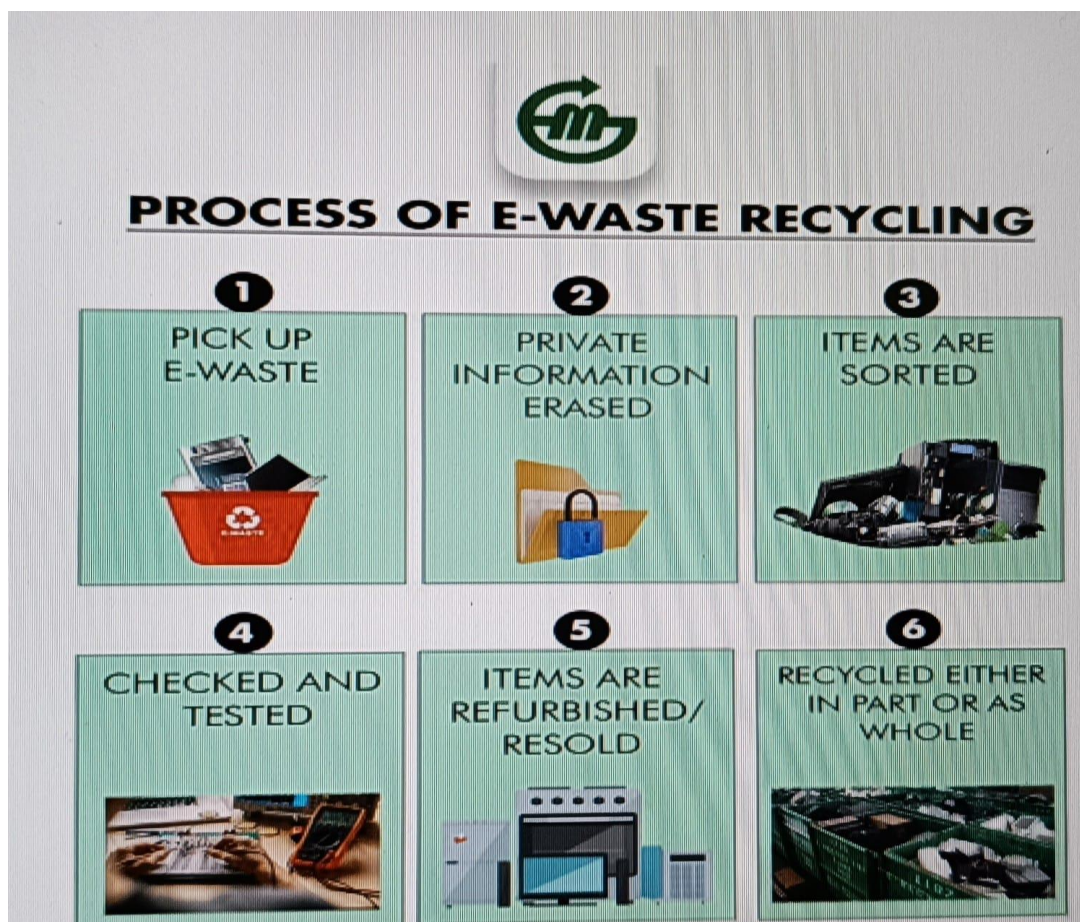 PROCESS OF E-WASTE RECYCLING
1
PICK UP
E-WASTE
E-WASTE
2
PRIVATE
INFORMATION
ERASED
3
ITEMS ARE
SORTED
4
CHECKED AND
TESTED
5
ITEMS ARE
REFURBISHED/
RESOLD
6
RECYCLED EITHER
IN PART OR AS
WHOLE